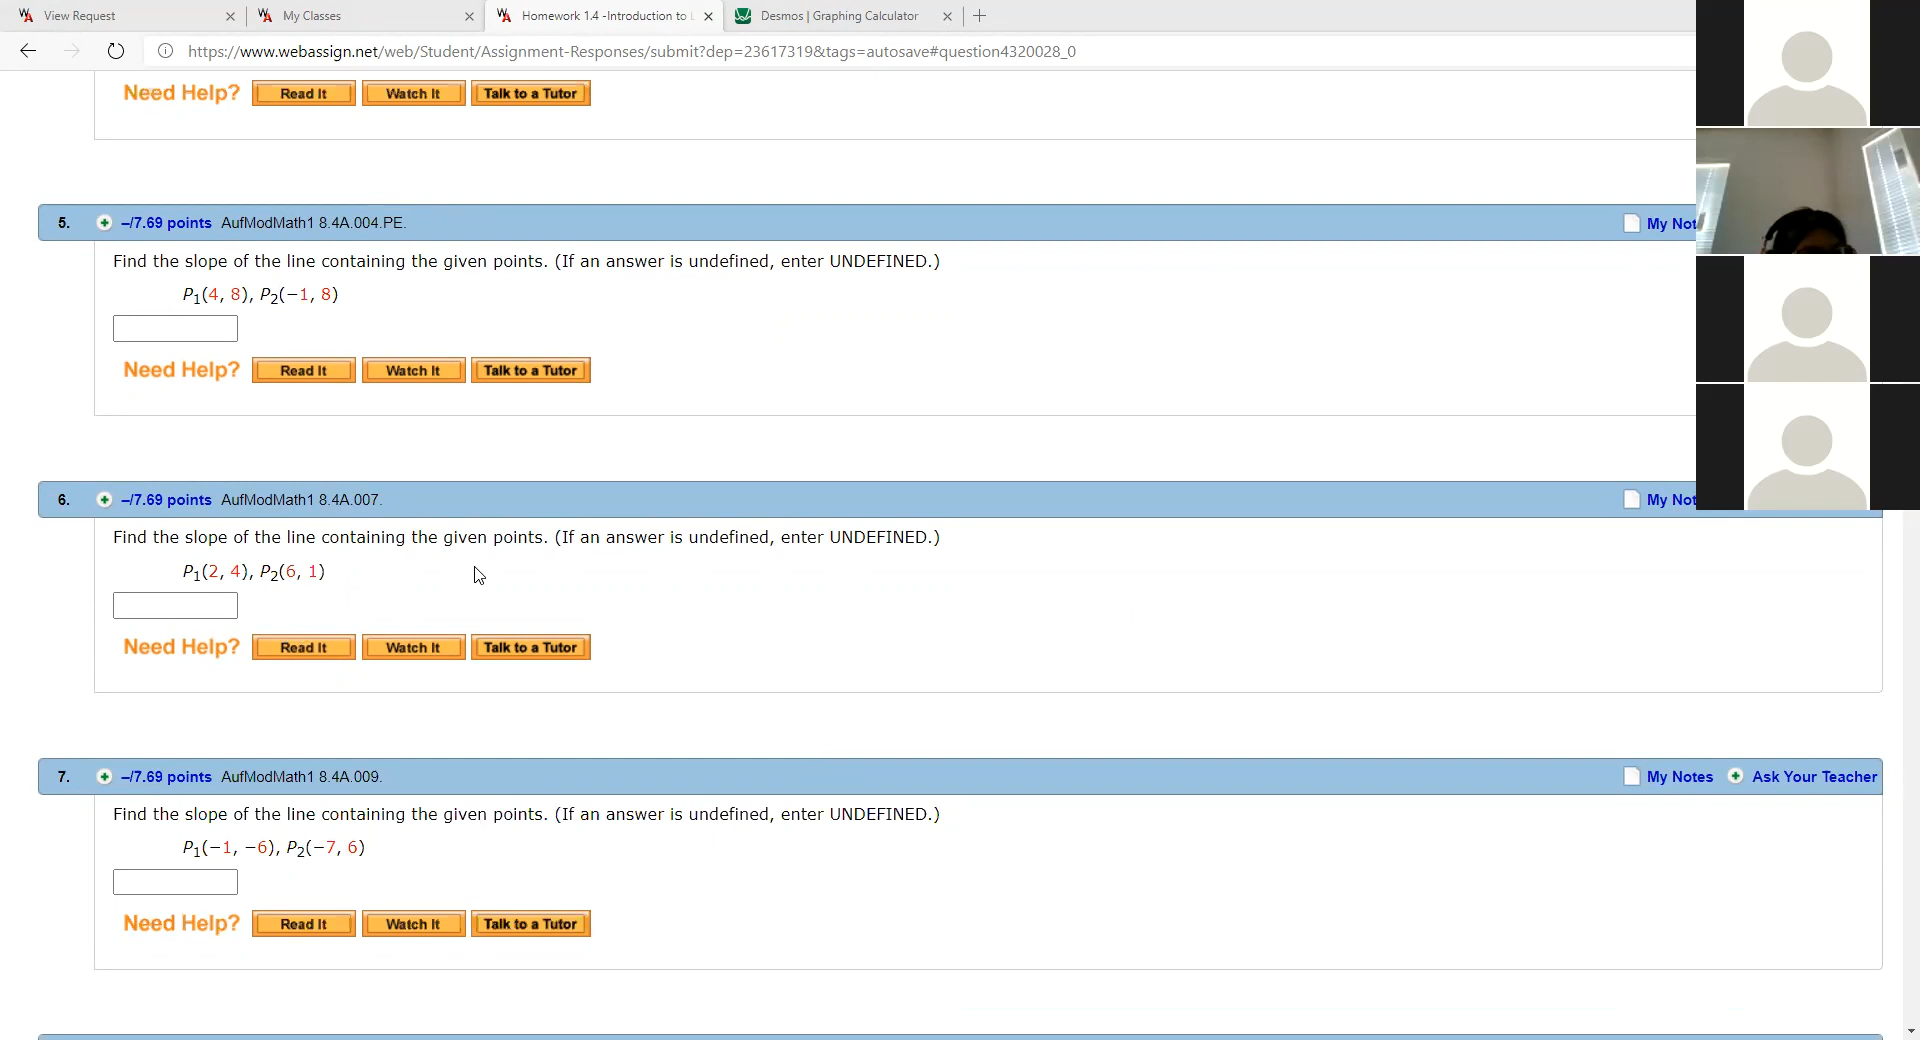 View Request
My Classes
Homework 1.4 -Introduction to L
Desmos | Graphing Calculator
https://www.webassign.net/web/Student/Assignment-Responses/submit?dep=23617319&tags=autosave#question4320028_0
Need Help? Read It Watch It Talk to a Tutor
5. –/7.69 points AufModMath1 8.4A.004.PE. My Not
Find the slope of the line containing the given points. (If an answer is undefined, enter UNDEFINED.)
P1(4, 8), P2(−1, 8)
Need Help? Read It Watch It Talk to a Tutor
6. –/7.69 points AufModMath1 8.4A.007. My Not
Find the slope of the line containing the given points. (If an answer is undefined, enter UNDEFINED.)
P1(2, 4), P2(6, 1)
Need Help? Read It Watch It Talk to a Tutor
7. –/7.69 points AufModMath1 8.4A.009. My Notes Ask Your Teacher
Find the slope of the line containing the given points. (If an answer is undefined, enter UNDEFINED.)
P1(−1, −6), P2(−7, 6)
Need Help? Read It Watch It Talk to a Tutor